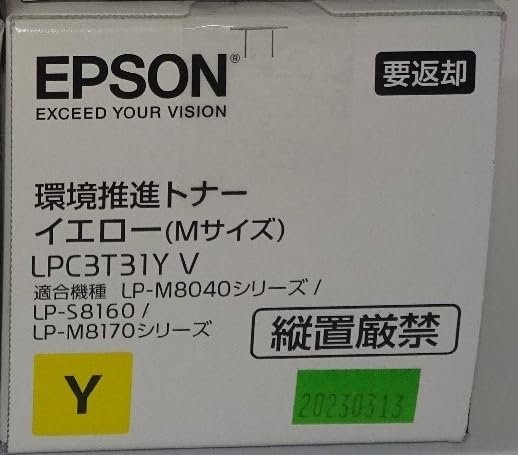 EPSON®
EXCEED YOUR VISION
要返却
環境推進トナー
イエロー(Mサイズ)
LPC3T31Y V
適合機種 LP-M8040シリーズ /
LP-S8160 /
LP-M8170シリーズ
縦置厳禁
Y
20230313